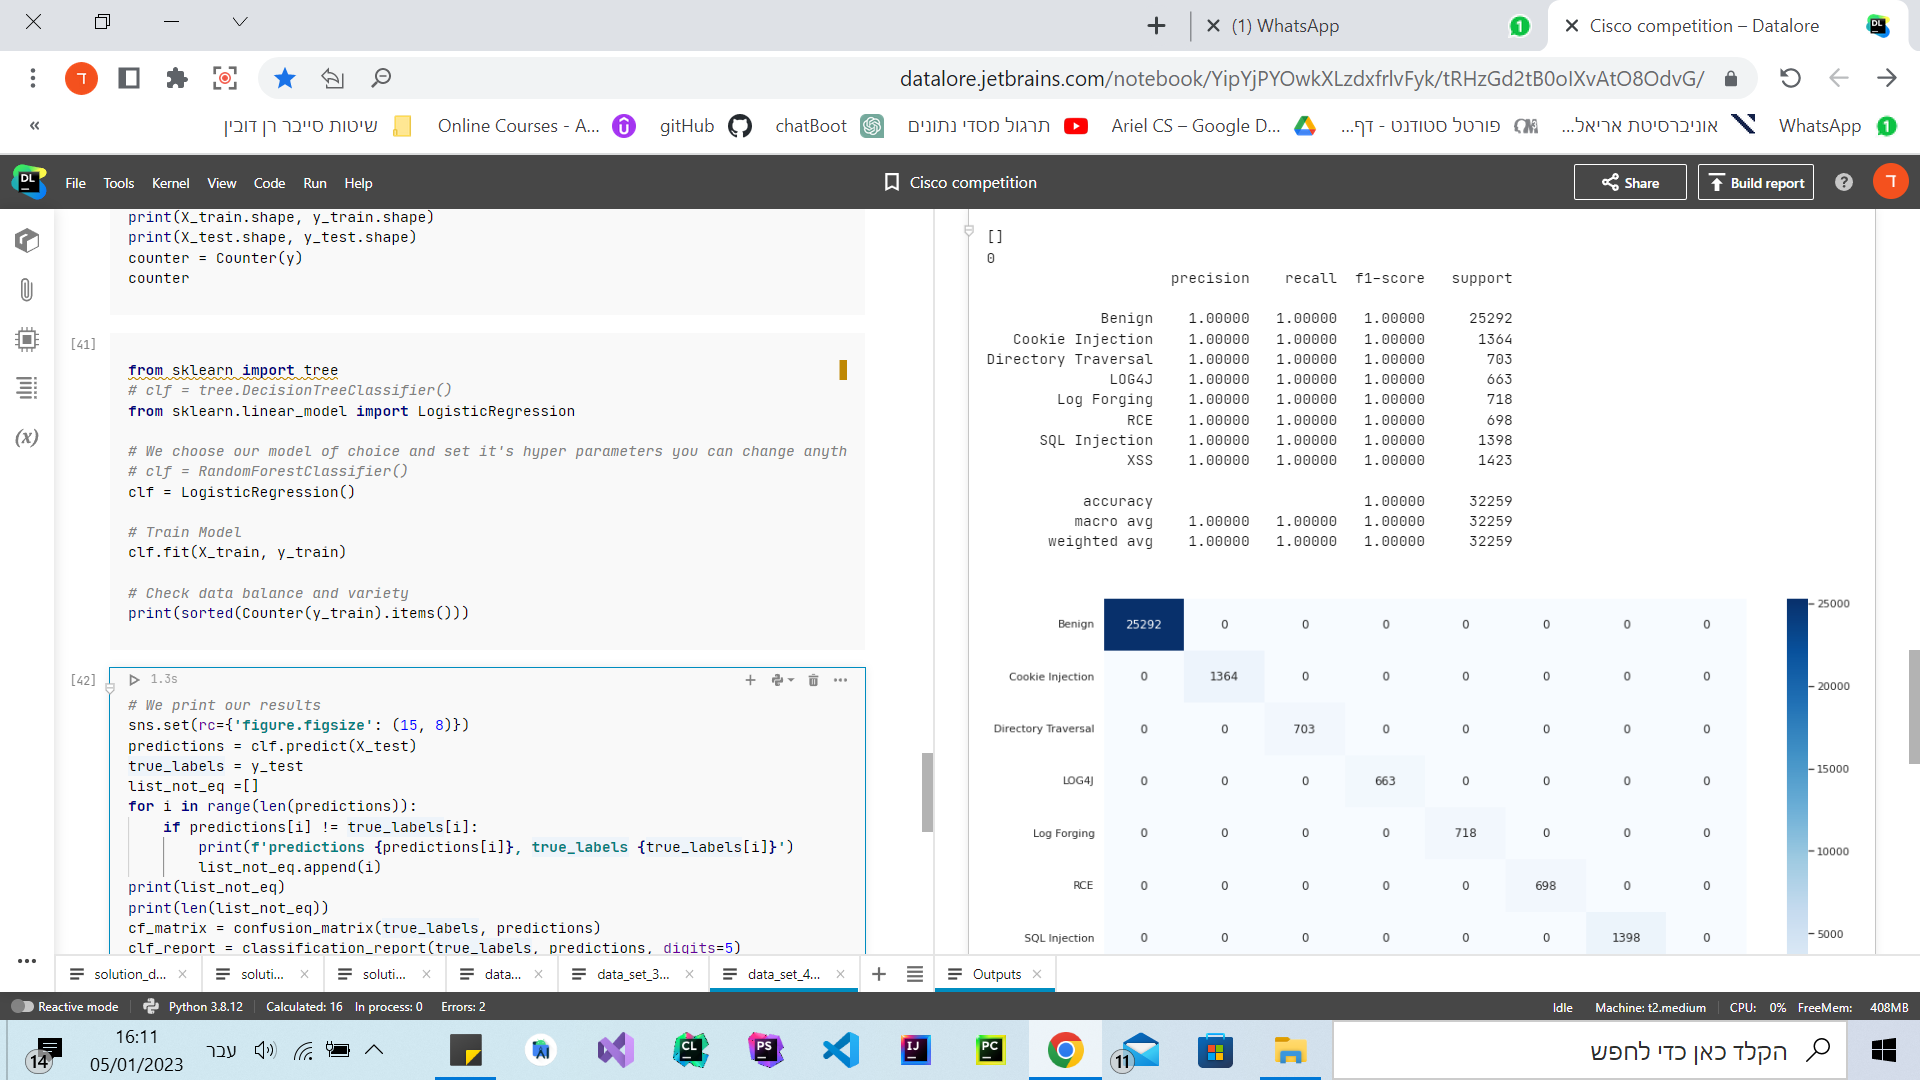 (1) WhatsApp
Cisco competition – Datalore
datalore.jetbrains.com/notebook/YipYjPYOwkXLzdxfrlvFyk/tRHzGd2tB0oIXvAtO8OdvG/
שיטות סייבר רן דובין
Online Courses - A...
gitHub
chatBoot
תרגול מסדי נתונים
Ariel CS – Google D...
פורטל סטודנט - דף...
אוניברסיטת אריאל...
WhatsApp
File Tools Kernel View Code Run Help
Cisco competition
Share
Build report
print(X_train.shape, y_train.shape)
print(X_test.shape, y_test.shape)
counter = Counter(y)
counter
[41]
from sklearn import tree
# clf = tree.DecisionTreeClassifier()
from sklearn.linear_model import LogisticRegression
# We choose our model of choice and set it's hyper parameters you can change anyth
# clf = RandomForestClassifier()
clf = LogisticRegression()
# Train Model
clf.fit(X_train, y_train)
# Check data balance and variety
print(sorted(Counter(y_train).items()))
[42]
1.3s
# We print our results
sns.set(rc={'figure.figsize': (15, 8)})
predictions = clf.predict(X_test)
true_labels = y_test
list_not_eq =[]
for i in range(len(predictions)):
if predictions[i] != true_labels[i]:
print(f'predictions {predictions[i]}, true_labels {true_labels[i]}')
list_not_eq.append(i)
print(list_not_eq)
print(len(list_not_eq))
cf_matrix = confusion_matrix(true_labels, predictions)
clf_report = classification_report(true_labels, predictions, digits=5)
[]
0
precision recall f1-score support
Benign 1.00000 1.00000 1.00000 25292
Cookie Injection 1.00000 1.00000 1.00000 1364
Directory Traversal 1.00000 1.00000 1.00000 703
LOG4J 1.00000 1.00000 1.00000 663
Log Forging 1.00000 1.00000 1.00000 718
RCE 1.00000 1.00000 1.00000 698
SQL Injection 1.00000 1.00000 1.00000 1398
XSS 1.00000 1.00000 1.00000 1423
accuracy 1.00000 32259
macro avg 1.00000 1.00000 1.00000 32259
weighted avg 1.00000 1.00000 1.00000 32259
Benign 25292 0 0 0 0 0 0 0
Cookie Injection 0 1364 0 0 0 0 0 0
Directory Traversal 0 0 703 0 0 0 0 0
LOG4J 0 0 0 663 0 0 0 0
Log Forging 0 0 0 0 718 0 0 0
RCE 0 0 0 0 0 698 0 0
SQL Injection 0 0 0 0 0 0 1398 0
25000
20000
15000
10000
5000
solution_d...
soluti...
soluti...
data...
data_set_3...
data_set_4...
Outputs
Reactive mode
Python 3.8.12
Calculated: 16 In process: 0 Errors: 2
Idle
Machine: t2.medium
CPU: 0%
FreeMem: 408MB
14
16:11
05/01/2023
עבר
11
הקלד כאן כדי לחפש